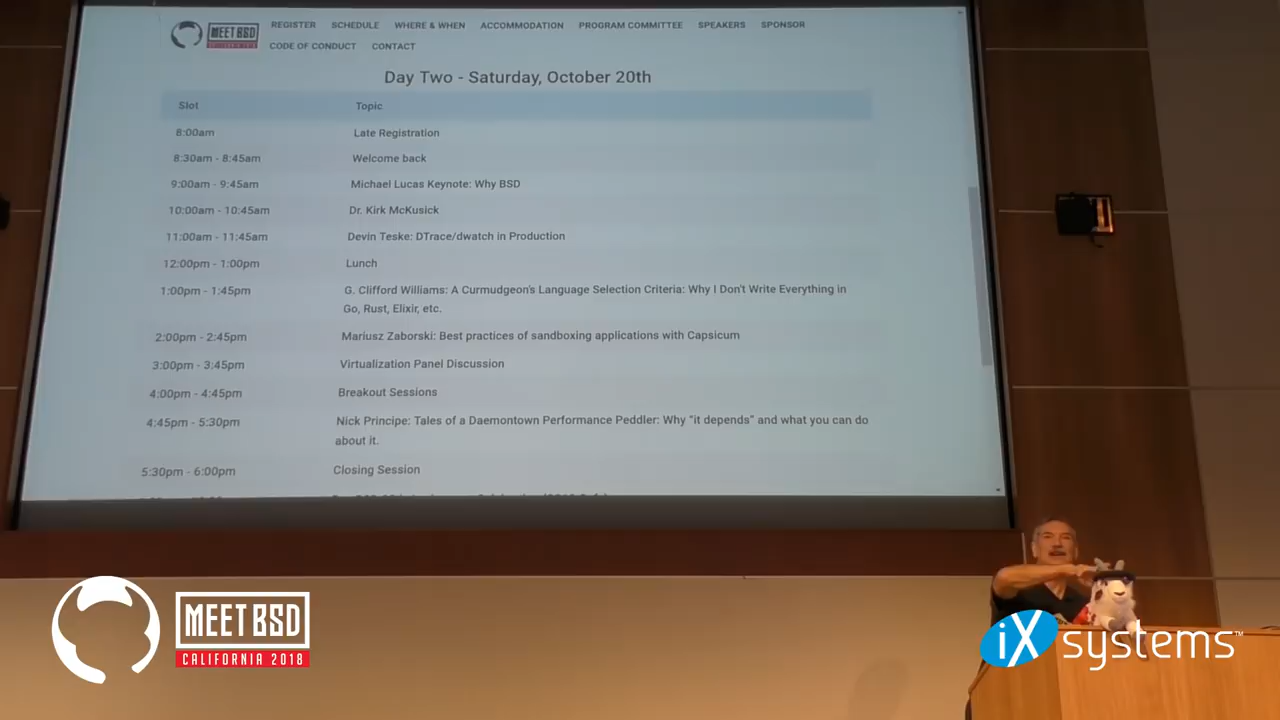 MEET BSD
CALIFORNIA 2018
REGISTER SCHEDULE WHERE & WHEN ACCOMMODATION PROGRAM COMMITTEE SPEAKERS SPONSOR
CODE OF CONDUCT CONTACT
Day Two - Saturday, October 20th
Slot Topic
8:00am Late Registration
8:30am - 8:45am Welcome back
9:00am - 9:45am Michael Lucas Keynote: Why BSD
10:00am - 10:45am Dr. Kirk McKusick
11:00am - 11:45am Devin Teske: DTrace/dwatch in Production
12:00pm - 1:00pm Lunch
1:00pm - 1:45pm G. Clifford Williams: A Curmudgeon's Language Selection Criteria: Why I Don't Write Everything in
Go, Rust, Elixir, etc.
2:00pm - 2:45pm Mariusz Zaborski: Best practices of sandboxing applications with Capsicum
3:00pm - 3:45pm Virtualization Panel Discussion
4:00pm - 4:45pm Breakout Sessions
4:45pm - 5:30pm Nick Principe: Tales of a Daemontown Performance Peddler: Why "it depends" and what you can do
about it.
5:30pm - 6:00pm Closing Session
MEET BSD
CALIFORNIA 2018
iX systems™